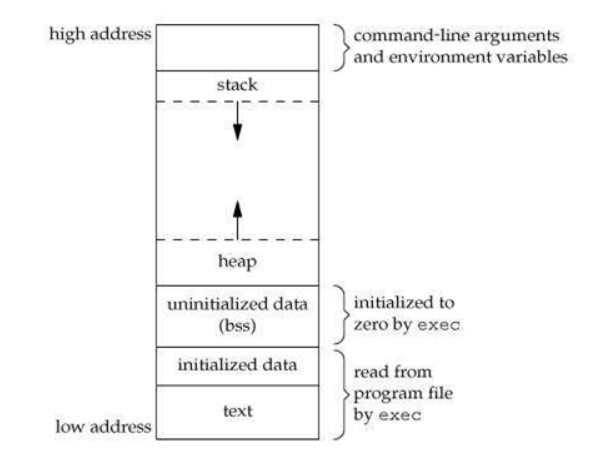 high address
command-line arguments
and environment variables
stack
heap
uninitialized data
(bss)
initialized to
zero by exec
initialized data
read from
program file
by exec
text
low address